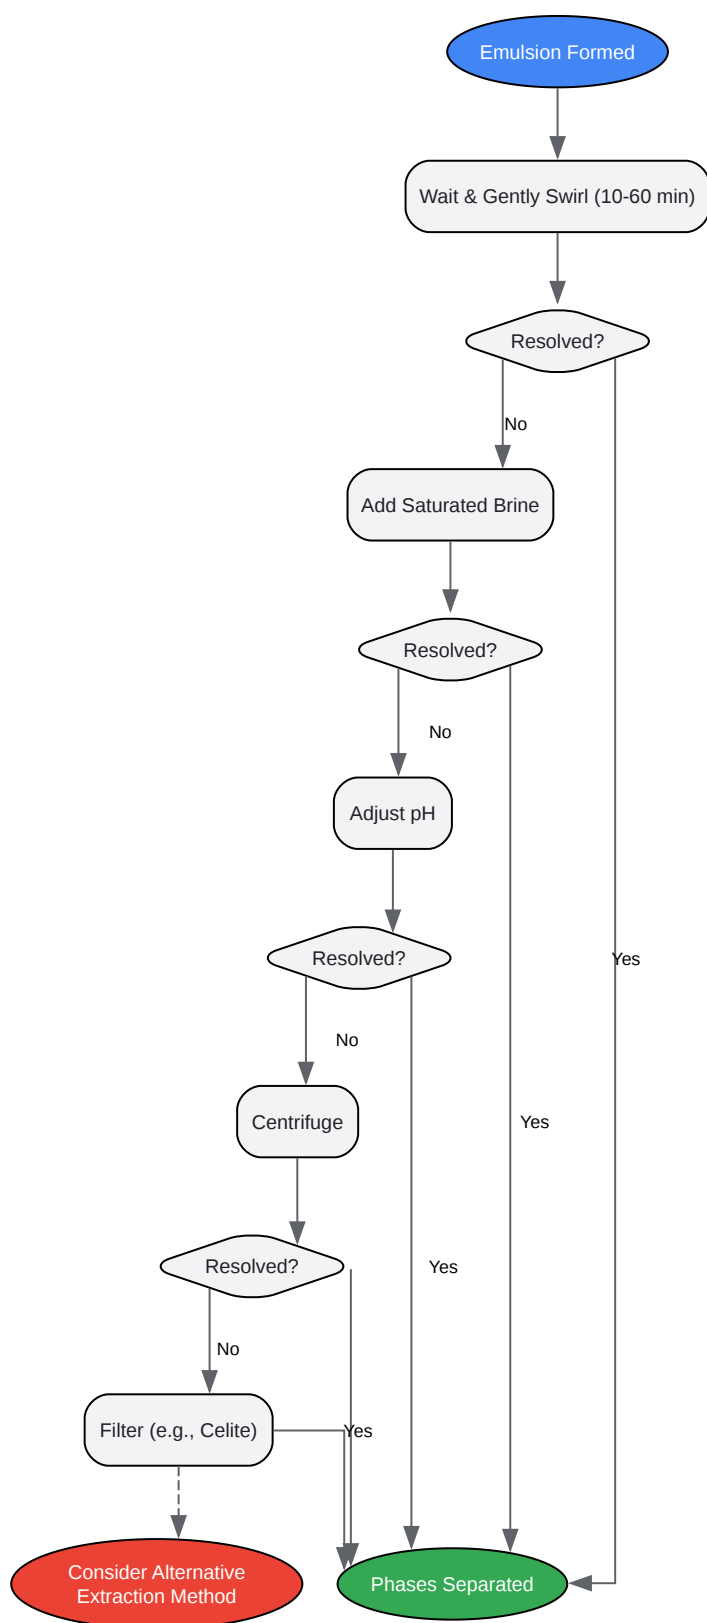 Emulsion Formed
Wait & Gently Swirl (10-60 min)
Resolved?
No
Add Saturated Brine
Resolved?
No
Adjust pH
Resolved?
Yes
No
Centrifuge
Yes
Resolved?
Yes
No
Filter (e.g., Celite)
Yes
Consider Alternative
Extraction Method
Phases Separated